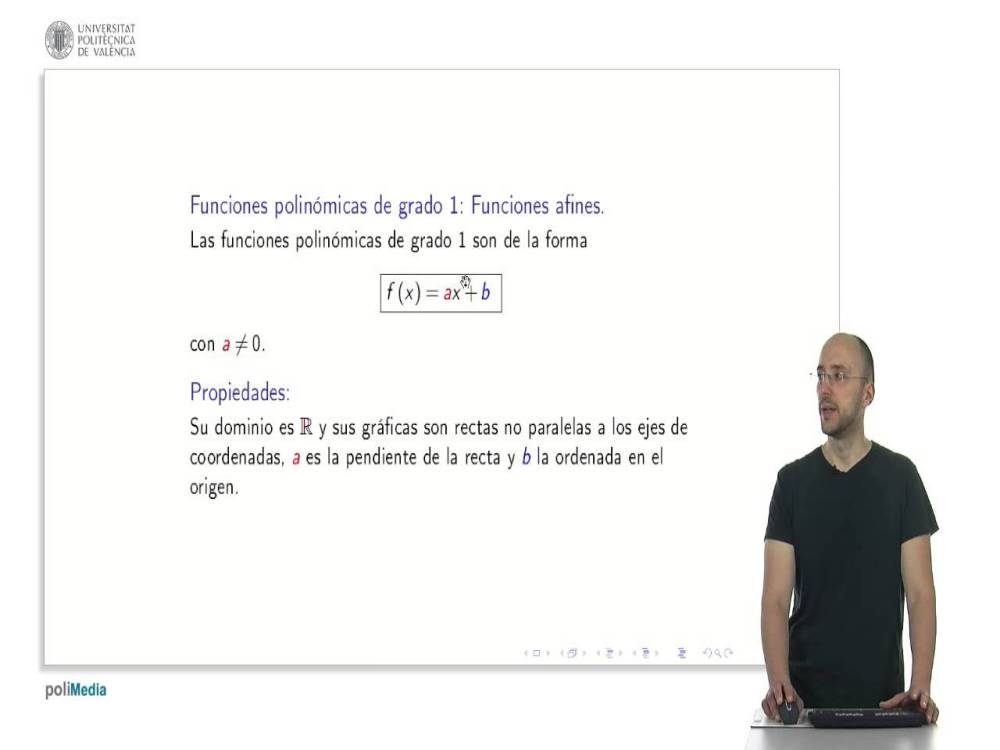 UNIVERSITAT
POLITÈCNICA
DE VALÈNCIA
Funciones polinómicas de grado 1: Funciones afines.
Las funciones polinómicas de grado 1 son de la forma
f (x) = ax + b
con a ≠ 0.
Propiedades:
Su dominio es ℝ y sus gráficas son rectas no paralelas a los ejes de
coordenadas, a es la pendiente de la recta y b la ordenada en el
origen.
poliMedia